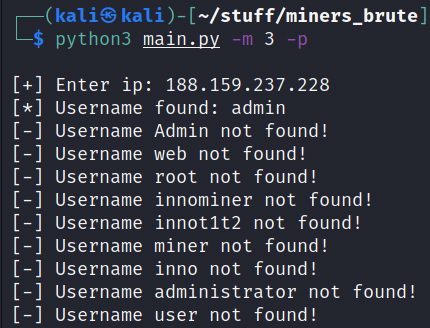 ┌──(kali㉿kali)-[~/stuff/miners_brute]
└─$ python3 main.py -m 3 -p
[+] Enter ip: 188.159.237.228
[*] Username found: admin
[-] Username Admin not found!
[-] Username web not found!
[-] Username root not found!
[-] Username innominer not found!
[-] Username innot1t2 not found!
[-] Username miner not found!
[-] Username inno not found!
[-] Username administrator not found!
[-] Username user not found!